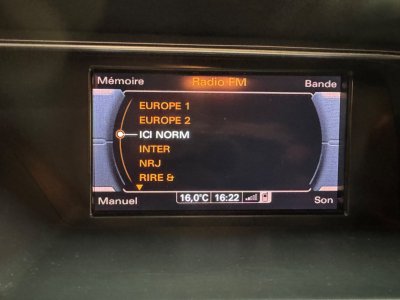 Mémoire Radio FM Bande
EUROPE 1
EUROPE 2
ICI NORM
INTER
NRJ
RIRE &
Manuel 16,0°C 16:22 Son